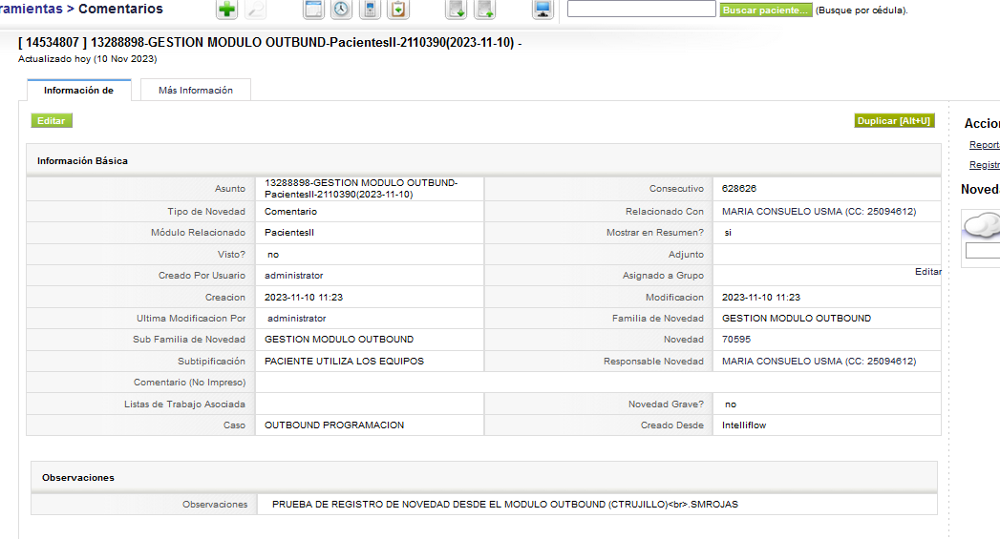 ramientas > Comentarios
Buscar paciente... (Busque por cédula).
[ 14534807 ] 13288898-GESTION MODULO OUTBUND-PacientesII-2110390(2023-11-10) -
Actualizado hoy (10 Nov 2023)
Información de Más Información
Editar Duplicar [Alt+U]
Accion
Report
Registr
Noved
Información Básica
Asunto 13288898-GESTION MODULO OUTBUND-
PacientesII-2110390(2023-11-10)
Consecutivo 628626
Tipo de Novedad Comentario Relacionado Con MARIA CONSUELO USMA (CC: 25094612)
Módulo Relacionado PacientesII Mostrar en Resumen? si
Visto? no Adjunto
Creado Por Usuario administrator Asignado a Grupo Editar
Creacion 2023-11-10 11:23 Modificacion 2023-11-10 11:23
Ultima Modificacion Por administrator Familia de Novedad GESTION MODULO OUTBOUND
Sub Familia de Novedad GESTION MODULO OUTBOUND Novedad 70595
Subtipificación PACIENTE UTILIZA LOS EQUIPOS Responsable Novedad MARIA CONSUELO USMA (CC: 25094612)
Comentario (No Impreso)
Listas de Trabajo Asociada Novedad Grave? no
Caso OUTBOUND PROGRAMACION Creado Desde Intelliflow
Observaciones
Observaciones PRUEBA DE REGISTRO DE NOVEDAD DESDE EL MODULO OUTBOUND (CTRUJILLO)<br>.SMROJAS